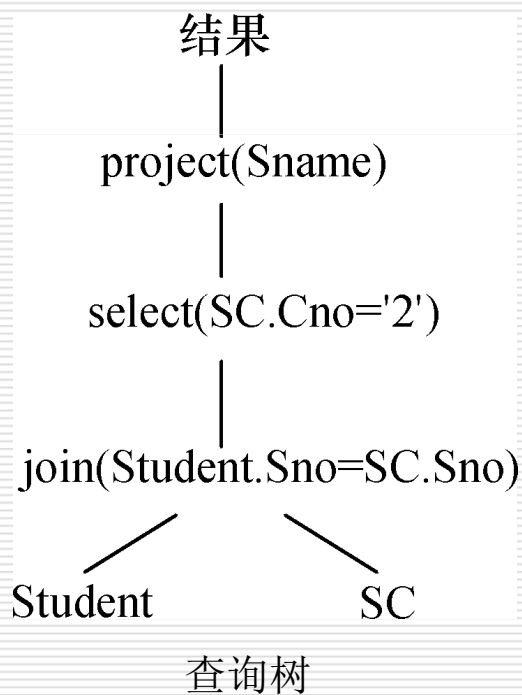 结果
project(Sname)
select(SC.Cno='2')
join(Student.Sno=SC.Sno)
Student SC
查询树